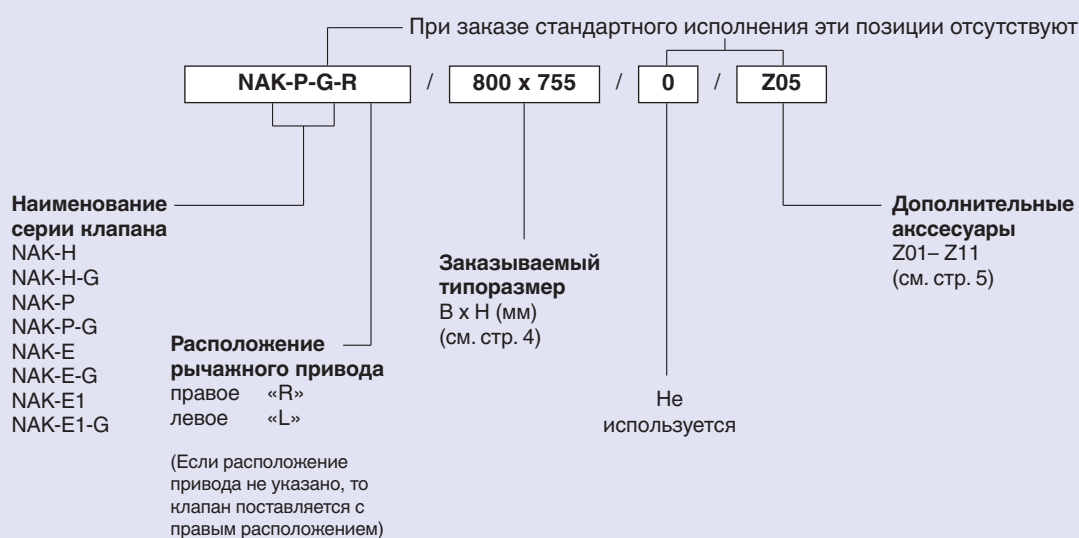 При заказе стандартного исполнения эти позиции отсутствуют
NAK-P-G-R / 800 x 755 / 0 / Z05
Наименование
серии клапана
NAK-H
NAK-H-G
NAK-P
NAK-P-G
NAK-E
NAK-E-G
NAK-E1
NAK-E1-G
Расположение
рычажного привода
правое «R»
левое «L»
(Если расположение
привода не указано, то
клапан поставляется с
правым расположением)
Заказываемый
типоразмер
B x H (мм)
(см. стр. 4)
Не
используется
Дополнительные
акссесуары
Z01– Z11
(см. стр. 5)